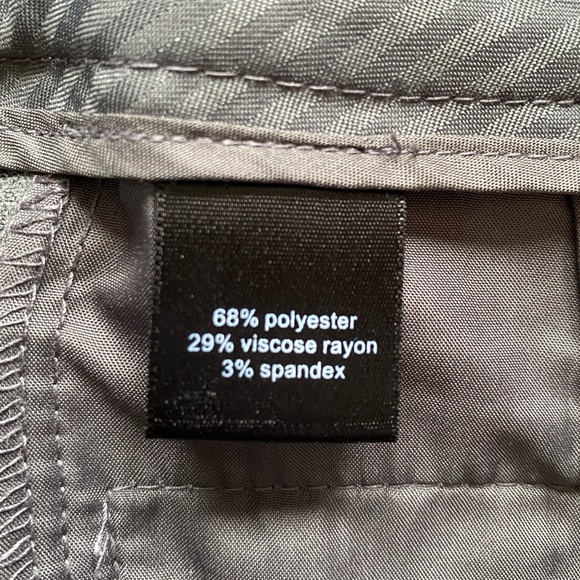 68% polyester
29% viscose rayon
3% spandex